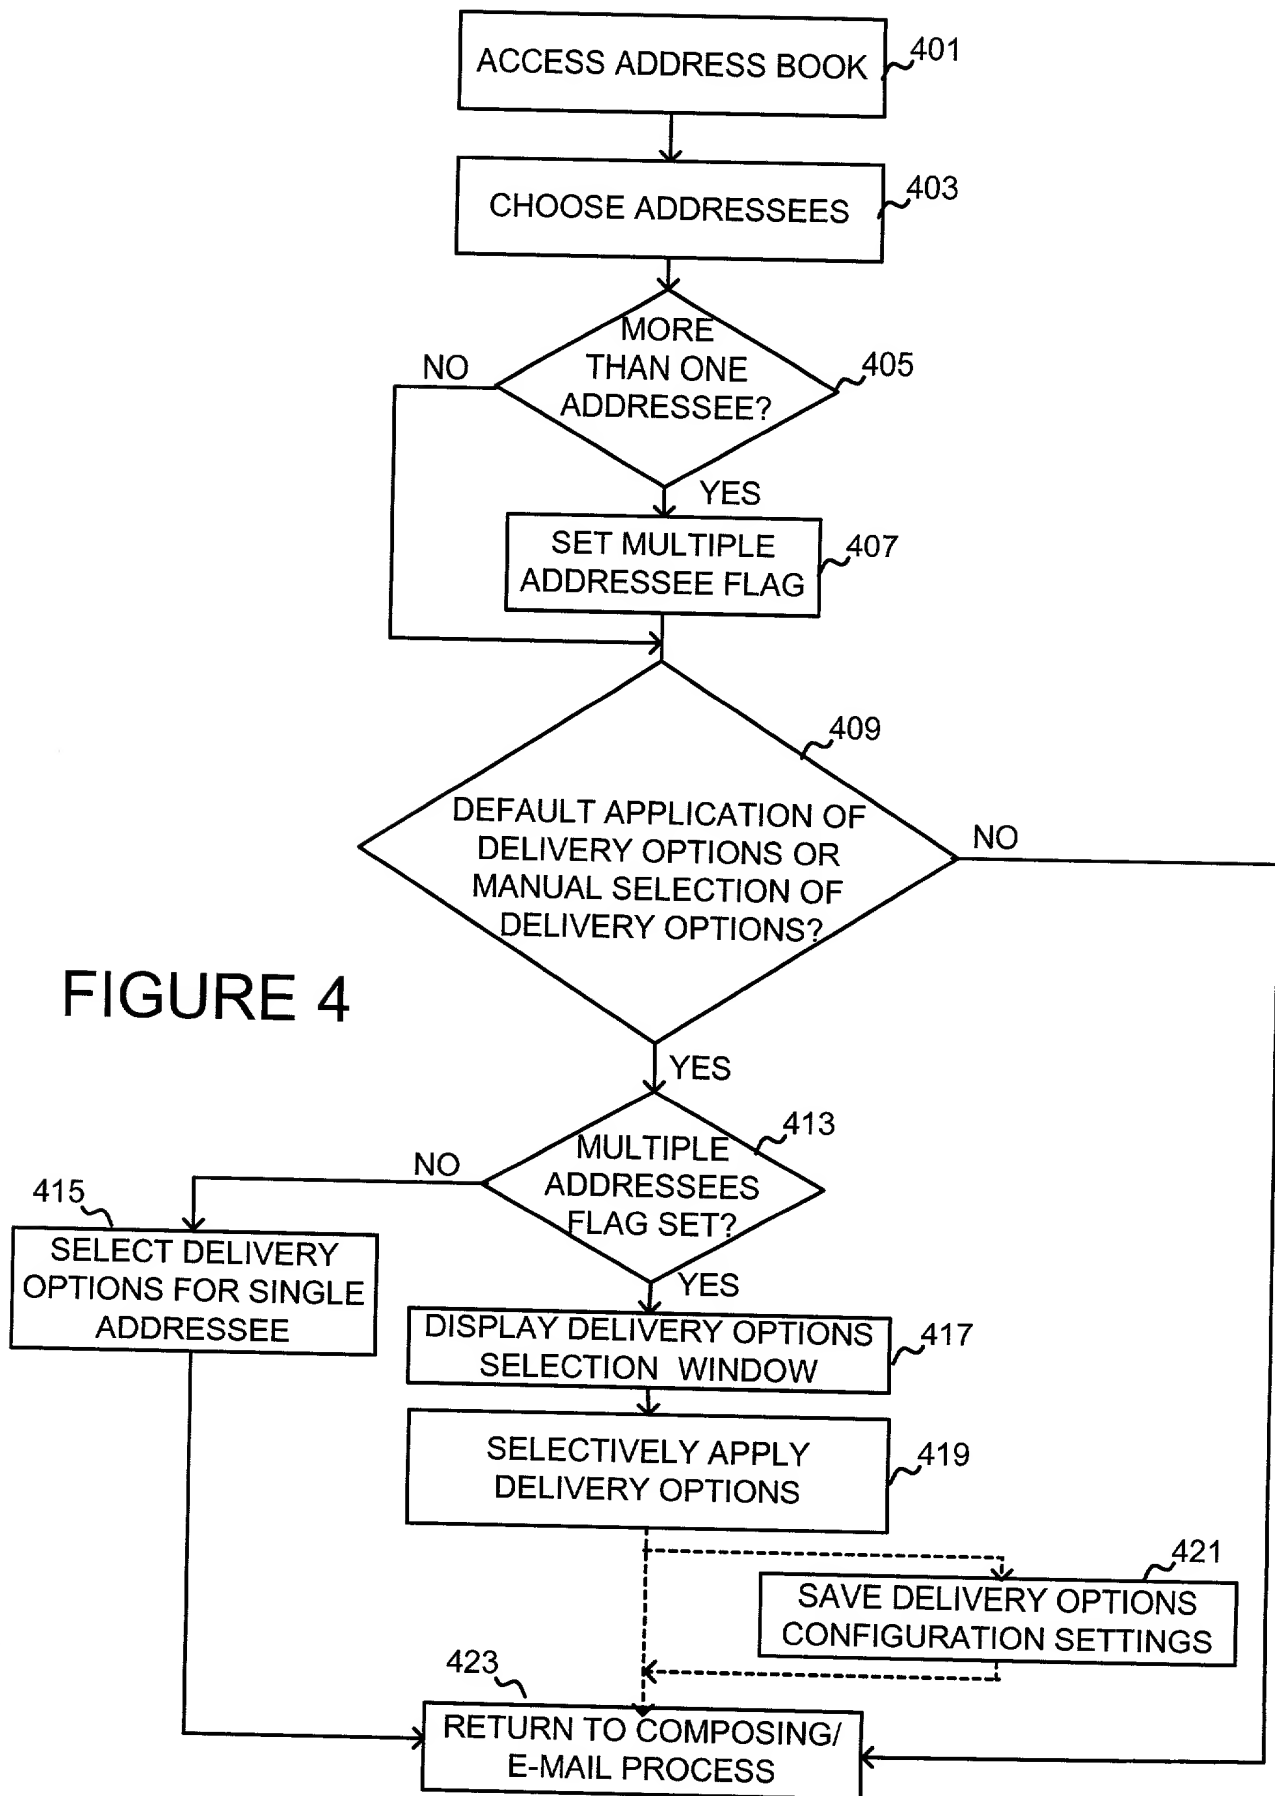 ACCESS ADDRESS BOOK
401
CHOOSE ADDRESSEES
403
MORE
THAN ONE
ADDRESSEE?
405
NO
YES
SET MULTIPLE
ADDRESSEE FLAG
407
409
DEFAULT APPLICATION OF
DELIVERY OPTIONS OR
MANUAL SELECTION OF
DELIVERY OPTIONS?
NO
FIGURE 4
YES
413
MULTIPLE
ADDRESSEES
FLAG SET?
NO
415
SELECT DELIVERY
OPTIONS FOR SINGLE
ADDRESSEE
YES
DISPLAY DELIVERY OPTIONS
SELECTION WINDOW
417
SELECTIVELY APPLY
DELIVERY OPTIONS
419
421
SAVE DELIVERY OPTIONS
CONFIGURATION SETTINGS
423
RETURN TO COMPOSING/
E-MAIL PROCESS